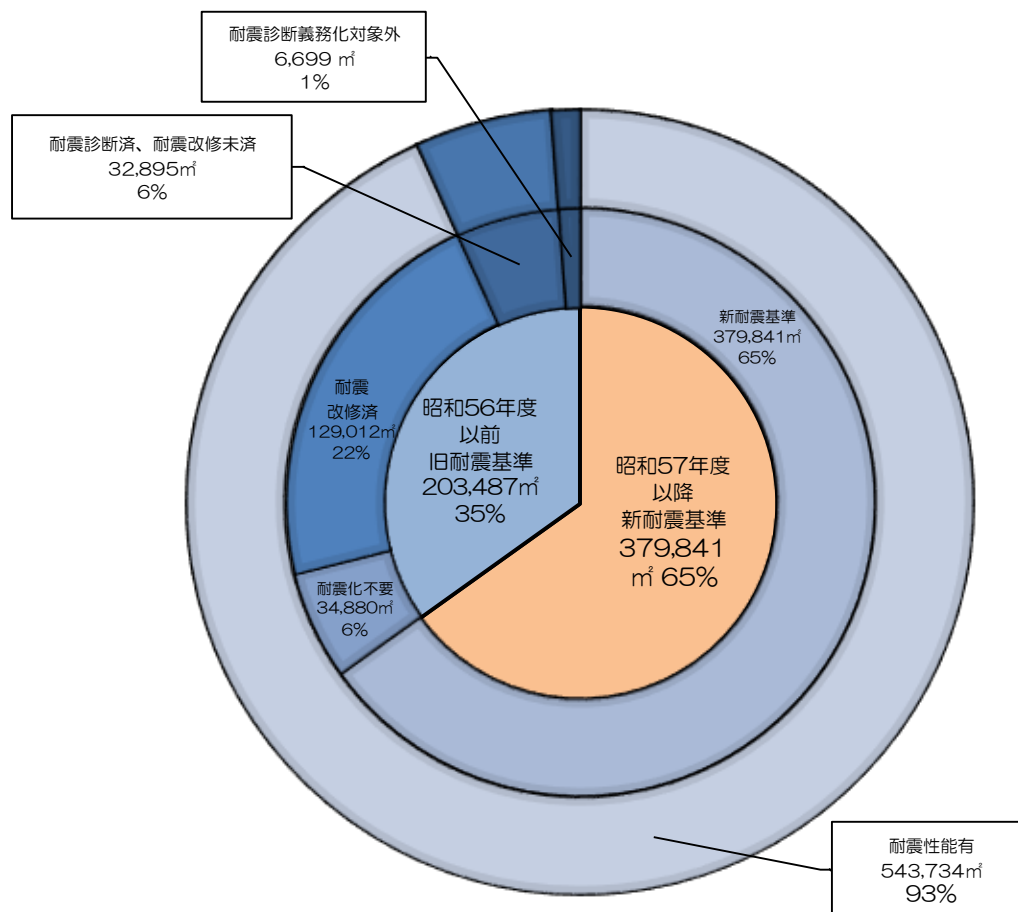 耐震診断義務化対象外
6,699 ㎡
1%
耐震診断済、耐震改修未済
32,895㎡
6%
新耐震基準
379,841㎡
65%
耐震
改修済
129,012㎡
22%
昭和56年度
以前
旧耐震基準
203,487㎡
35%
昭和57年度
以降
新耐震基準
379,841
㎡ 65%
耐震化不要
34,880㎡
6%
耐震性能有
543,734㎡
93%